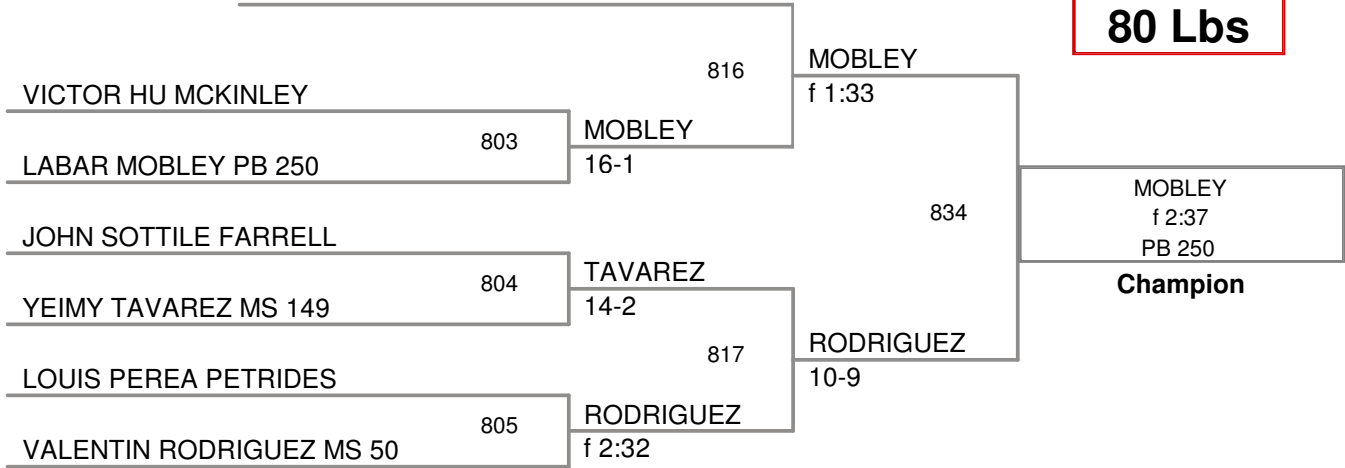 80 Lbs
816
MOBLEY
f 1:33
VICTOR HU MCKINLEY
803
MOBLEY
16-1
LABAR MOBLEY PB 250
834
MOBLEY
f 2:37
PB 250
Champion
JOHN SOTTILE FARRELL
804
TAVAREZ
14-2
YEIMY TAVAREZ MS 149
817
RODRIGUEZ
10-9
LOUIS PEREA PETRIDES
805
RODRIGUEZ
f 2:32
VALENTIN RODRIGUEZ MS 50